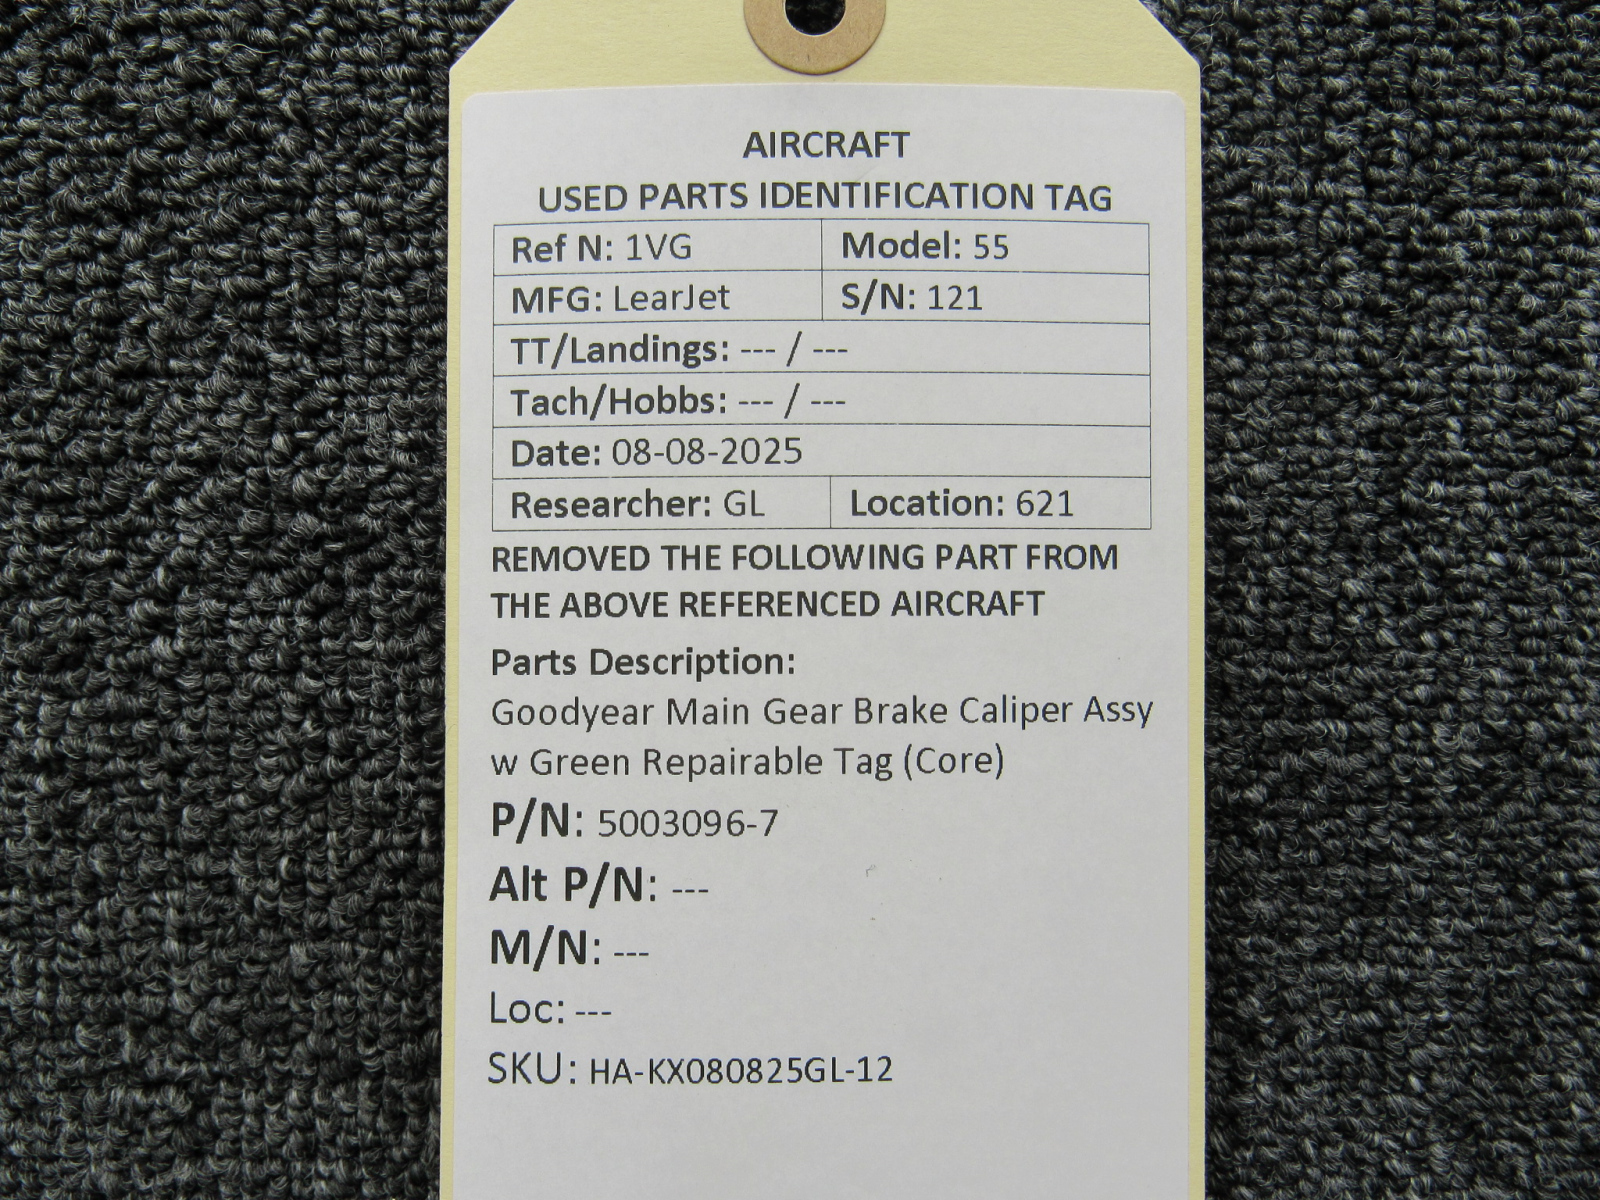 AIRCRAFT
USED PARTS IDENTIFICATION TAG
Ref N: 1VG Model: 55
MFG: LearJet S/N: 121
TT/Landings: --- / ---
Tach/Hobbs: --- / ---
Date: 08-08-2025
Researcher: GL Location: 621
REMOVED THE FOLLOWING PART FROM
THE ABOVE REFERENCED AIRCRAFT
Parts Description:
Goodyear Main Gear Brake Caliper Assy
w Green Repairable Tag (Core)
P/N: 5003096-7
Alt P/N: ---
M/N: ---
Loc: ---
SKU: HA-KX080825GL-12